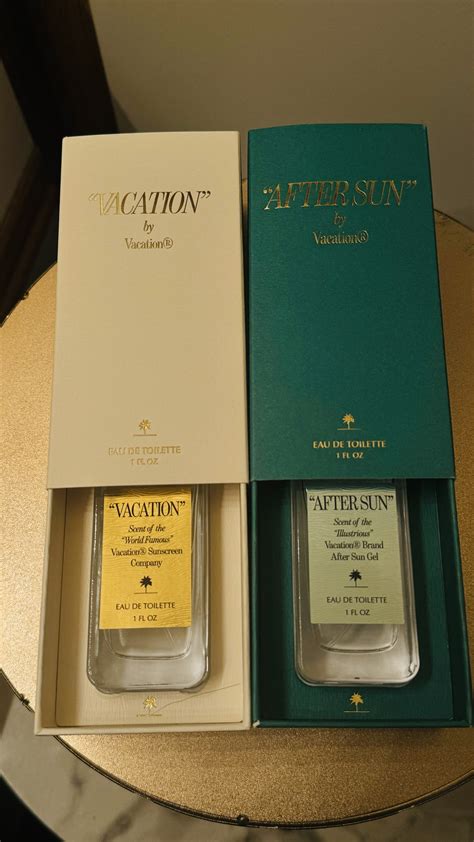 “VACATION”
by
Vacation®
EAU DE TOILETTE
1 FL OZ
“VACATION”
Scent of the
“World Famous”
Vacation® Sunscreen
Company
EAU DE TOILETTE
1 FL OZ
“AFTER SUN”
by
Vacation®
EAU DE TOILETTE
1 FL OZ
“AFTER SUN”
Scent of the
“Illustrious”
Vacation® Brand
After Sun Gel
EAU DE TOILETTE
1 FL OZ